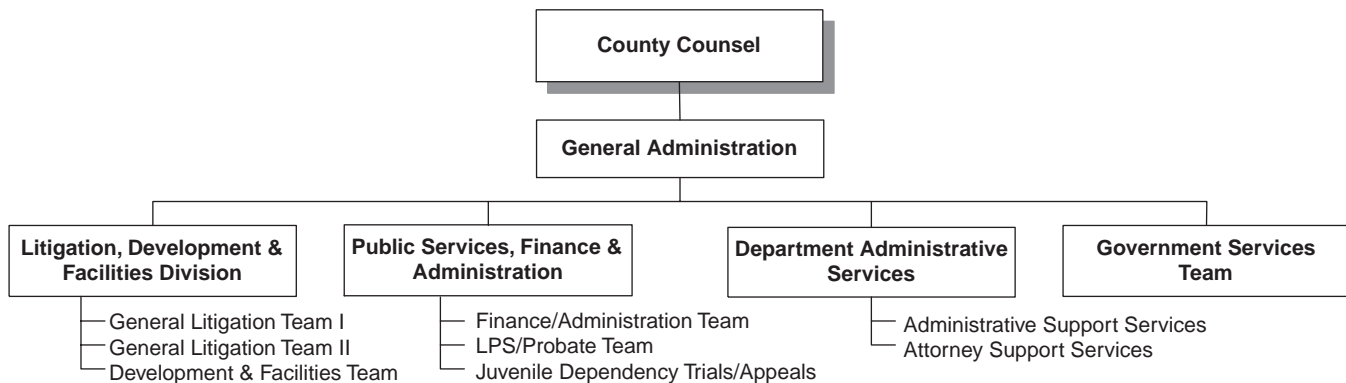 County Counsel
General Administration
Litigation, Development &
Facilities Division
General Litigation Team I
General Litigation Team II
Development & Facilities Team
Public Services, Finance &
Administration
Finance/Administration Team
LPS/Probate Team
Juvenile Dependency Trials/Appeals
Department Administrative
Services
Administrative Support Services
Attorney Support Services
Government Services
Team